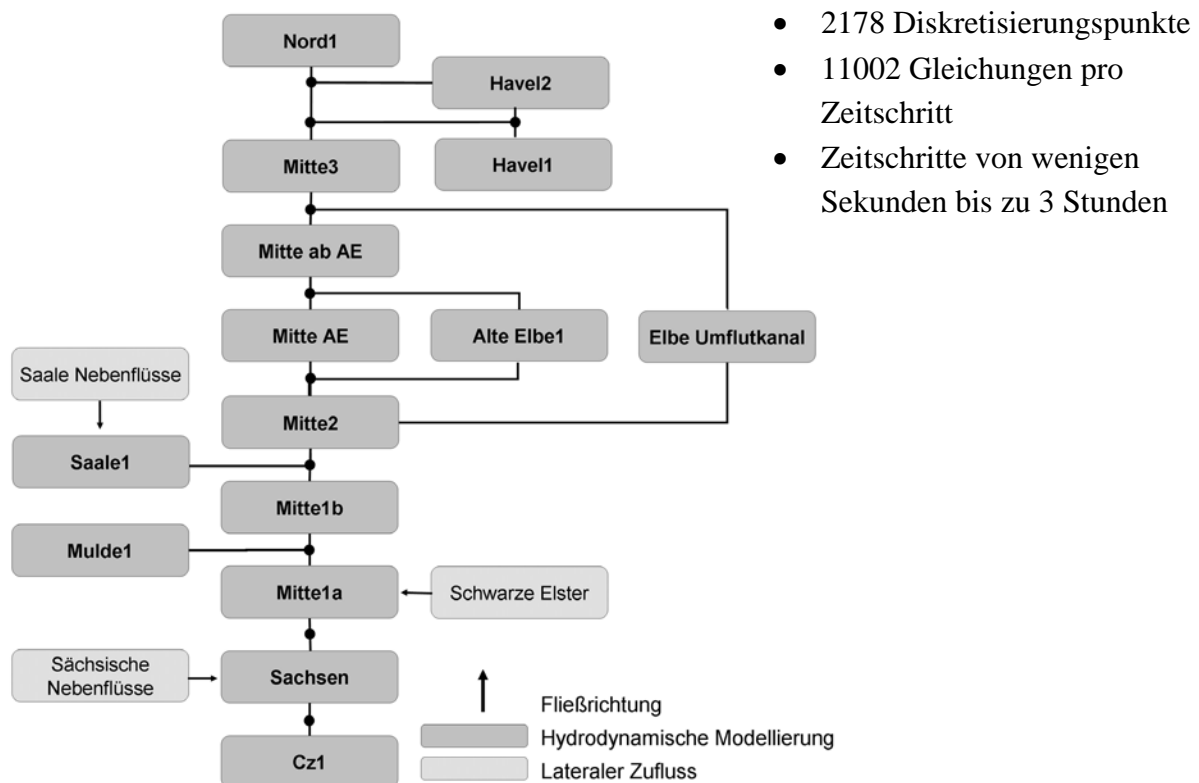 Nord1
Havel2
Havel1
Mitte3
Mitte ab AE
Mitte AE
Alte Elbe1
Elbe Umflutkanal
Saale Nebenflüsse
Mitte2
Saale1
Mitte1b
Mulde1
Mitte1a
Schwarze Elster
Sächsische
Nebenflüsse
Sachsen
Cz1
Fließrichtung
Hydrodynamische Modellierung
Lateraler Zufluss
• 2178 Diskretisierungspunkte
• 11002 Gleichungen pro
Zeitschritt
• Zeitschritte von wenigen
Sekunden bis zu 3 Stunden